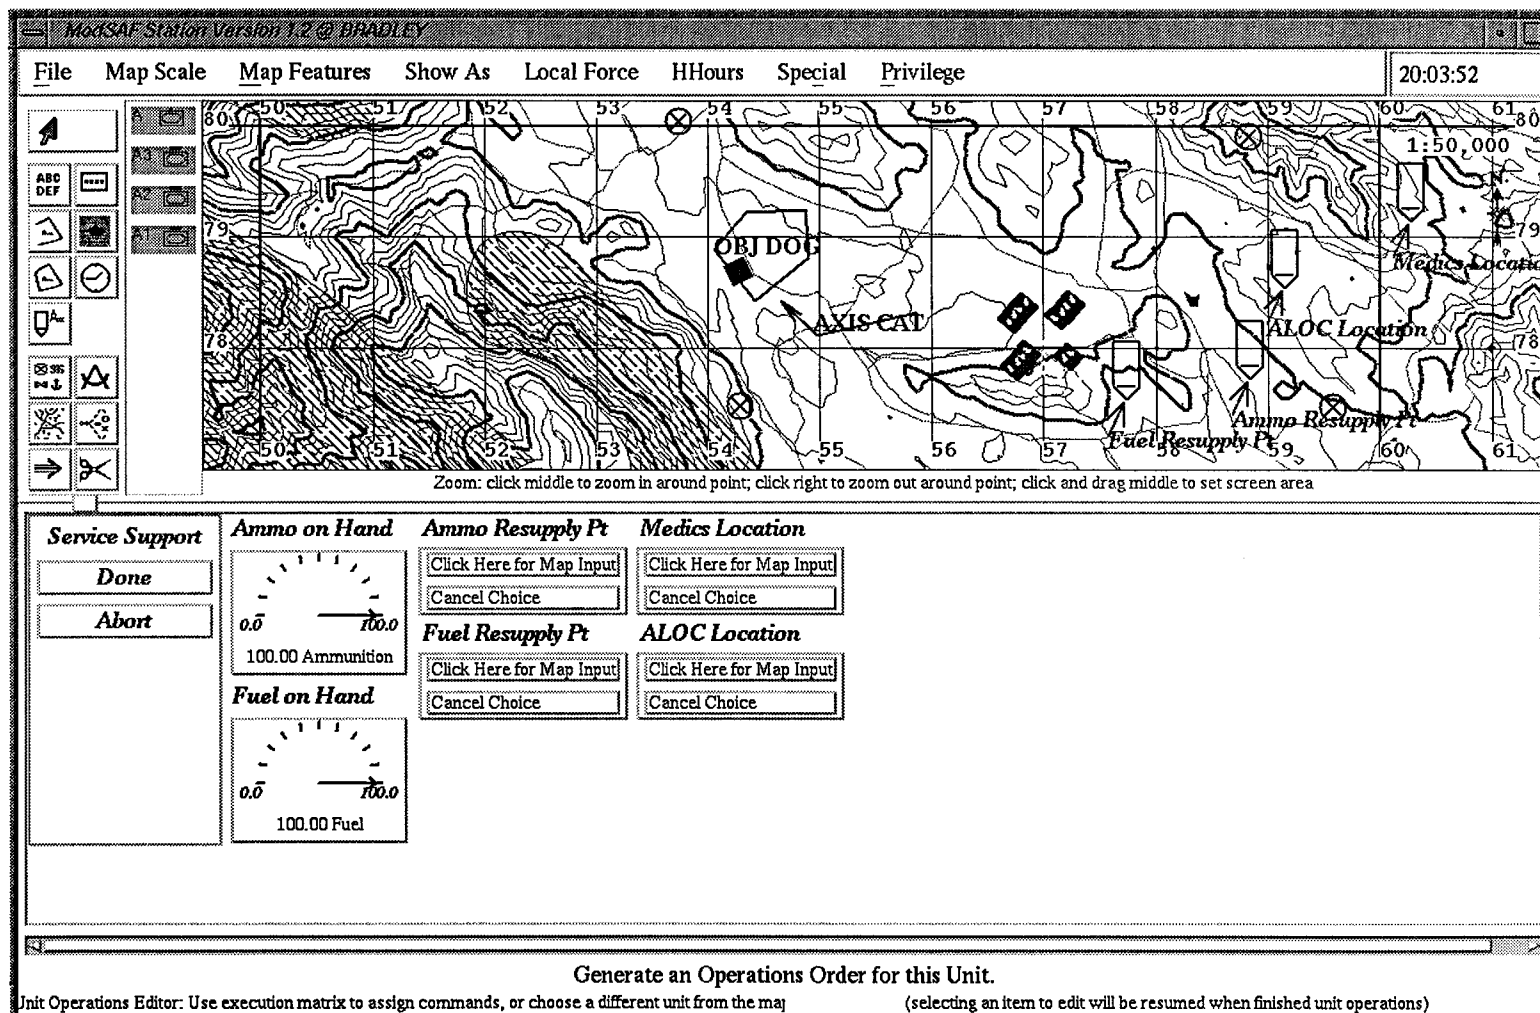 ModSAF Station Version 1.2 @ BRADLEY
File Map Scale Map Features Show As Local Force HHours Special Privilege 20:03:52
ABC
DEF
A
A3
A2
A1
50 51 52 53 54 55 56 57 58 59 60 61
80 80
1:50,000
79 79
OBJ DOG
Medics Locatio
AXIS CAT
ALOC Location
78 78
Ammo Resupply Pt
Fuel Resupply Pt
50 51 52 53 54 55 56 57 58 59 60 61
Zoom: click middle to zoom in around point; click right to zoom out around point; click and drag middle to set screen area
Service Support
Done
Abort
Ammo on Hand
0.0 100.0
100.00 Ammunition
Fuel on Hand
0.0 100.0
100.00 Fuel
Ammo Resupply Pt
Click Here for Map Input
Cancel Choice
Fuel Resupply Pt
Click Here for Map Input
Cancel Choice
Medics Location
Click Here for Map Input
Cancel Choice
ALOC Location
Click Here for Map Input
Cancel Choice
Generate an Operations Order for this Unit.
Unit Operations Editor: Use execution matrix to assign commands, or choose a different unit from the map (selecting an item to edit will be resumed when finished unit operations)